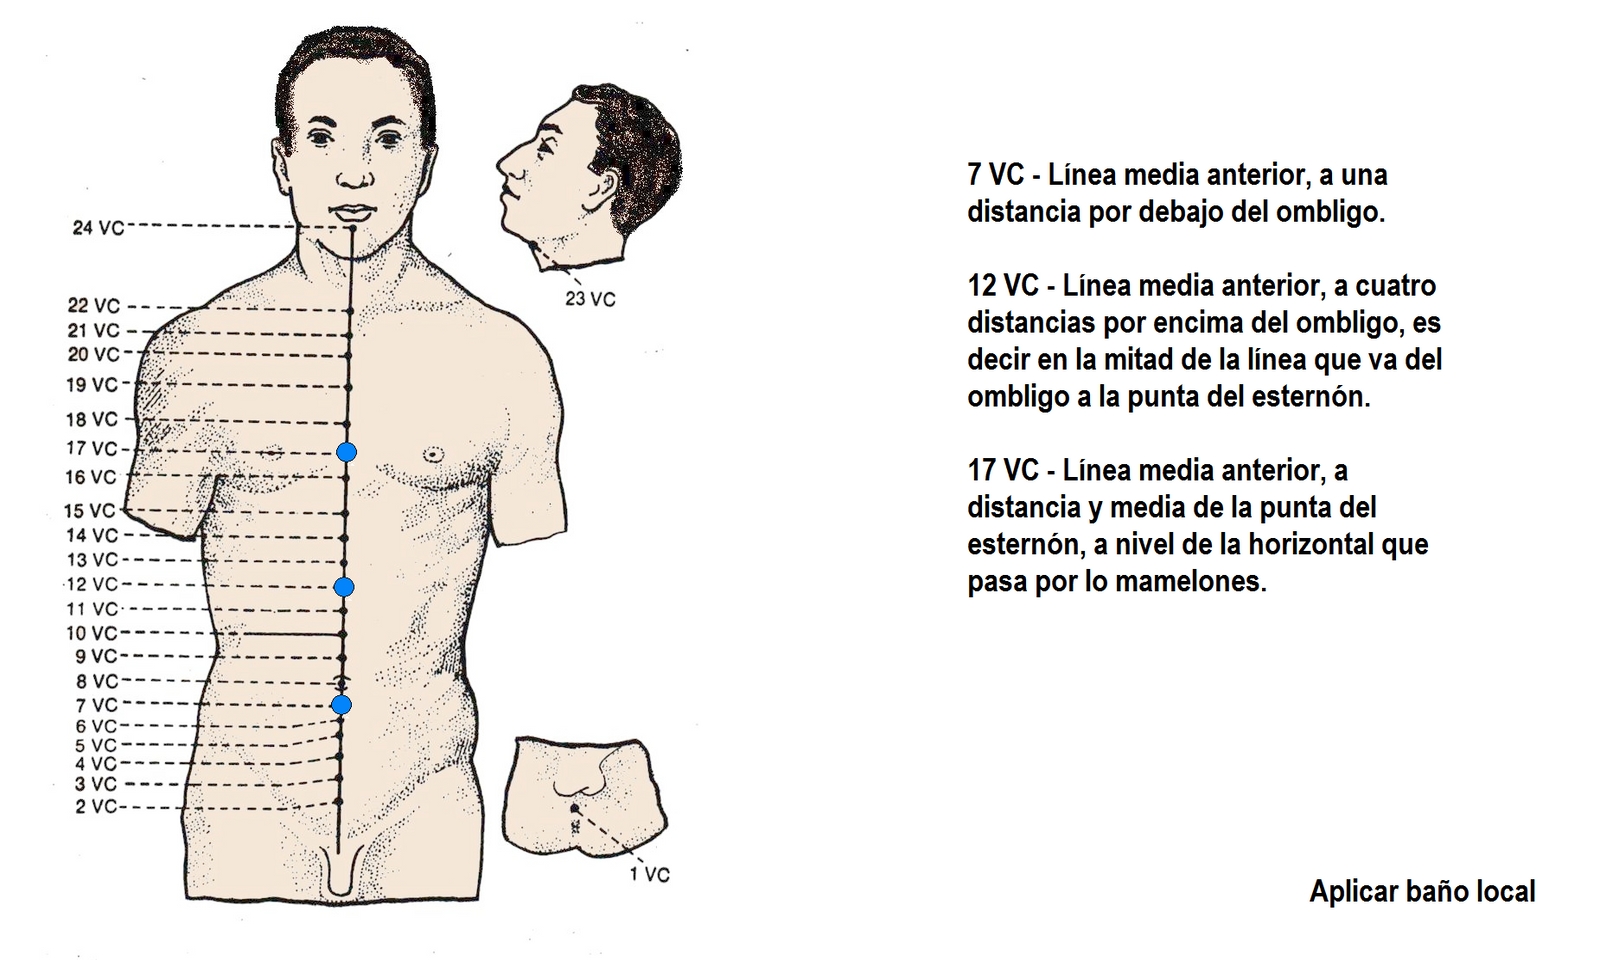 24 VC
22 VC
21 VC
20 VC
19 VC
18 VC
17 VC
16 VC
15 VC
14 VC
13 VC
12 VC
11 VC
10 VC
9 VC
8 VC
7 VC
6 VC
5 VC
4 VC
3 VC
2 VC
23 VC
1 VC
7 VC - Línea media anterior, a una
distancia por debajo del ombligo.
12 VC - Línea media anterior, a cuatro
distancias por encima del ombligo, es
decir en la mitad de la línea que va del
ombligo a la punta del esternón.
17 VC - Línea media anterior, a
distancia y media de la punta del
esternón, a nivel de la horizontal que
pasa por lo mamelones.
Aplicar baño local